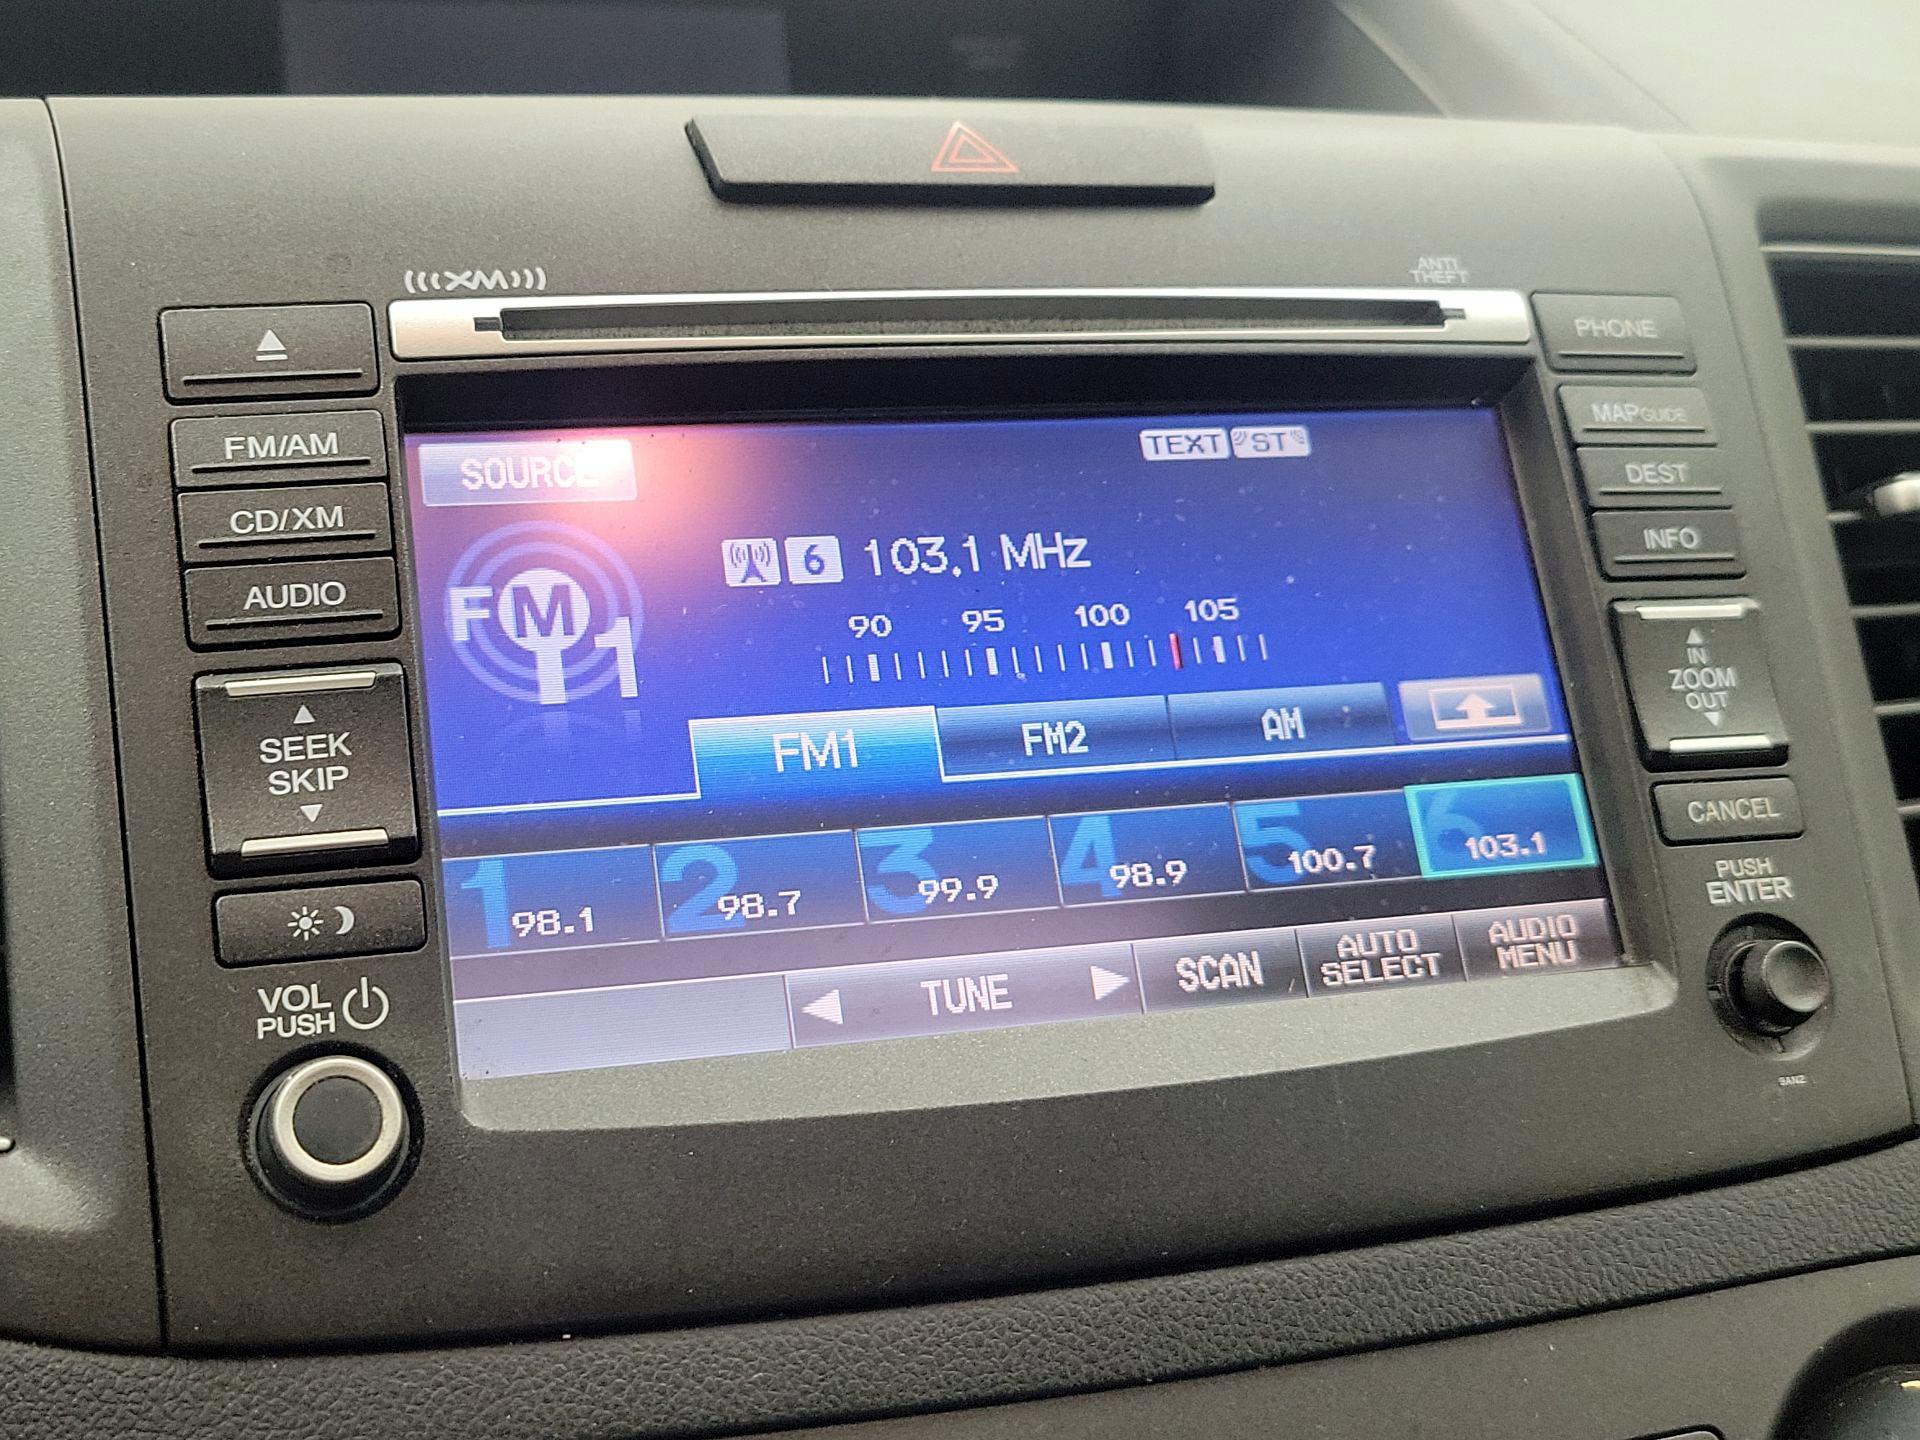 XM
ANTI
THEFT
PHONE
FM/AM
CD/XM
AUDIO
SEEK
SKIP
VOL
PUSH
SOURCE
TEXT ST
6 103.1 MHz
90 95 100 105
FM1
FM1 FM2 AM
1 98.1
2 98.7
3 99.9
4 98.9
5 100.7
6 103.1
TUNE
SCAN
AUTO
SELECT
AUDIO
MENU
MAP GUIDE
DEST
INFO
IN
ZOOM
OUT
CANCEL
PUSH
ENTER
9AN2